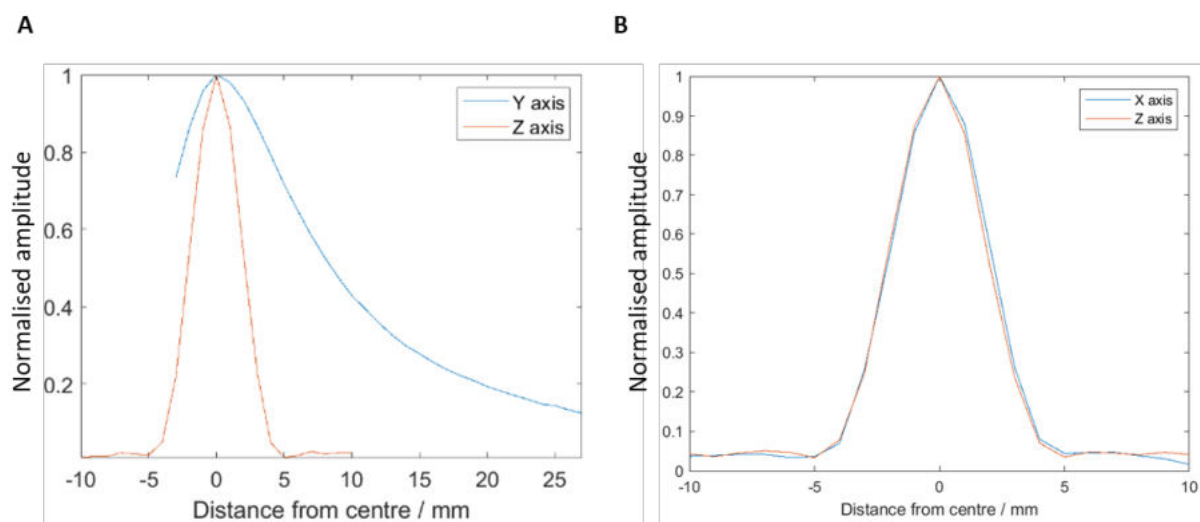 A
B
1
0.8
0.6
0.4
0.2
-10 -5 0 5 10 15 20 25
Normalised amplitude
Distance from centre / mm
Y axis
Z axis
1
0.9
0.8
0.7
0.6
0.5
0.4
0.3
0.2
0.1
0
-10 -5 0 5 10
Normalised amplitude
Distance from centre / mm
X axis
Z axis